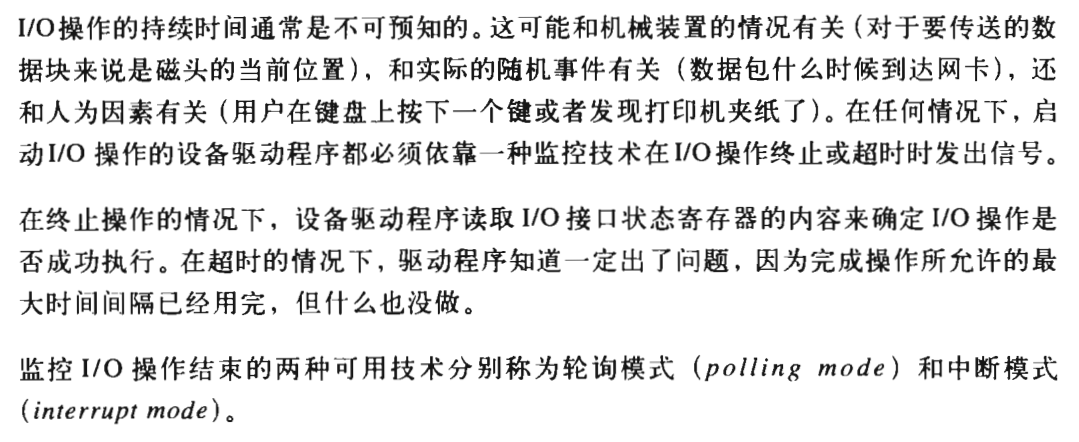 I/O操作的持续时间通常是不可预知的。这可能和机械装置的情况有关（对于要传送的数
据块来说是磁头的当前位置），和实际的随机事件有关（数据包什么时候到达网卡），还
和人为因素有关（用户在键盘上按下一个键或者发现打印机夹纸了）。在任何情况下，启
动I/O 操作的设备驱动程序都必须依靠一种监控技术在I/O操作终止或超时时发出信号。
在终止操作的情况下，设备驱动程序读取 I/O 接口状态寄存器的内容来确定 I/O 操作是
否成功执行。在超时的情况下，驱动程序知道一定出了问题，因为完成操作所允许的最
大时间间隔已经用完，但什么也没做。
监控 I/O 操作结束的两种可用技术分别称为轮询模式（polling mode）和中断模式
（interrupt mode）。